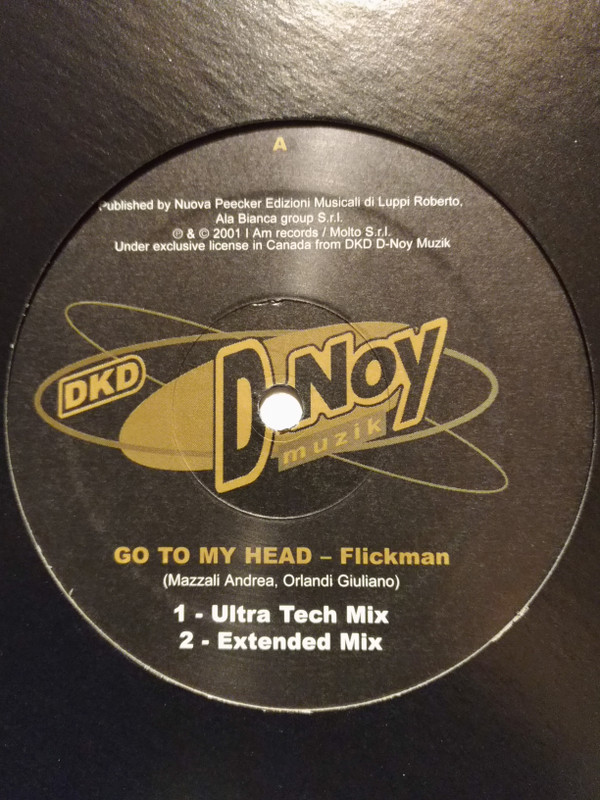 A
Published by Nuova Peecker Edizioni Musicali di Luppi Roberto,
Ala Bianca group S.r.l.
℗ & © 2001 I Am records / Molto S.r.l.
Under exclusive license in Canada from DKD D-Noy Muzik
DKD
D-Noy
muzik
GO TO MY HEAD – Flickman
(Mazzali Andrea, Orlandi Giuliano)
1 - Ultra Tech Mix
2 - Extended Mix